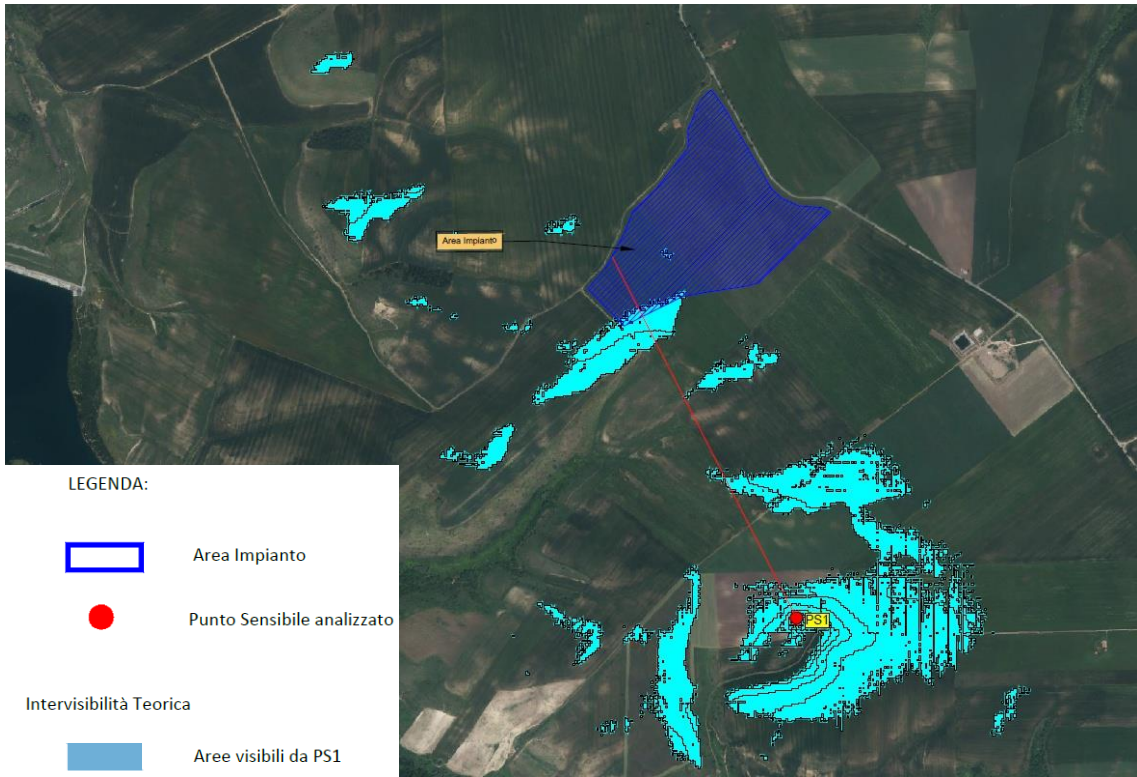 Area Impianto
PS1
LEGENDA:
Area Impianto
Punto Sensibile analizzato
Intervisibilità Teorica
Aree visibili da PS1